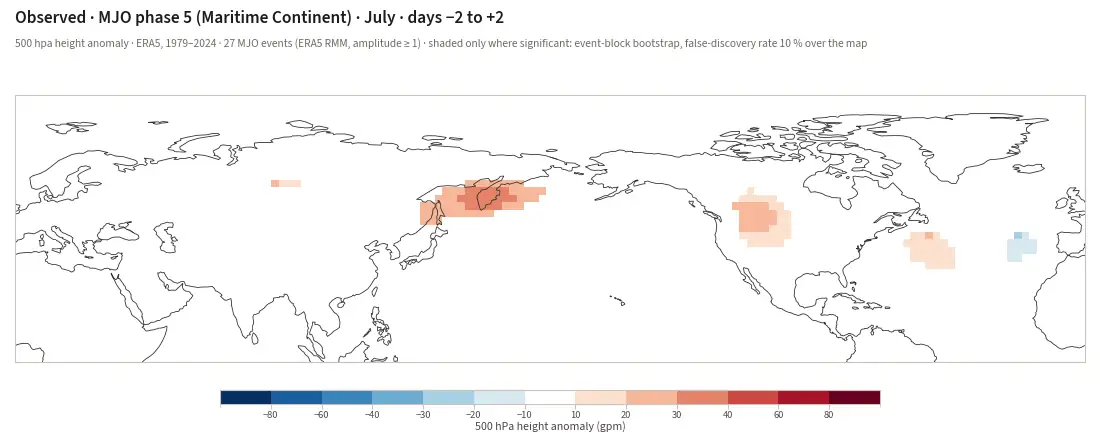 Observed · MJO phase 5 (Maritime Continent) · July · days −2 to +2
500 hpa height anomaly · ERA5, 1979–2024 · 27 MJO events (ERA5 RMM, amplitude ≥ 1) · shaded only where significant: event-block bootstrap, false-discovery rate 10 % over the map
−80 −60 −40 −30 −20 −10 10 20 30 40 60 80
500 hPa height anomaly (gpm)